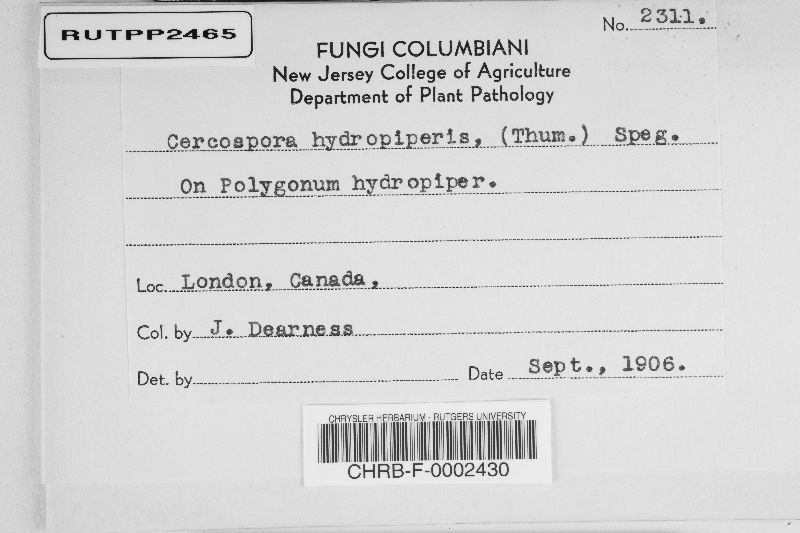 RUTPP2465
No. 2311.
FUNGI COLUMBIANI
New Jersey College of Agriculture
Department of Plant Pathology
Cercospora hydropiperis, (Thum.) Speg.
On Polygonum hydropiper.
Loc. London, Canada,
Col. by J. Dearness
Det. by
Date Sept., 1906.
CHRYSLER HERBARIUM - RUTGERS UNIVERSITY
CHRB-F-0002430